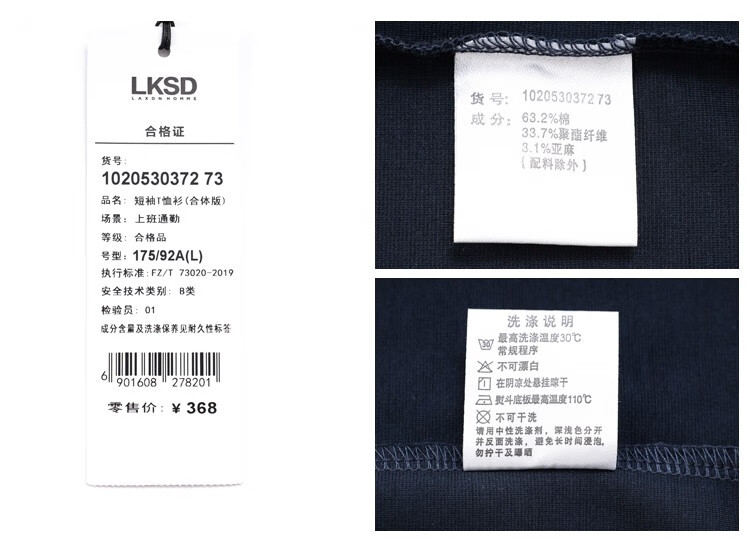 LKSD
LAXDN HOMME
合格证
货号:
1020530372 73
品名: 短袖T恤衫(合体版)
场景: 上班通勤
等级: 合格品
号型: 175/92A(L)
执行标准:FZ/T 73020-2019
安全技术类别: B类
检验员: 01
成分含量及洗涤保养见耐久性标签
6 901608 278201
零售价: ¥ 368
货 号: 1020530372 73
成 分: 63.2%棉
33.7%聚酯纤维
3.1%亚麻
(配料除外)
洗涤说明
30 最高洗涤温度30℃
常规程序
不可漂白
在阴凉处悬挂晾干
熨斗底板最高温度110℃
不可干洗
请用中性洗涤剂，深浅色分开
并反面洗涤，避免长时间浸泡,
勿拧干及曝晒